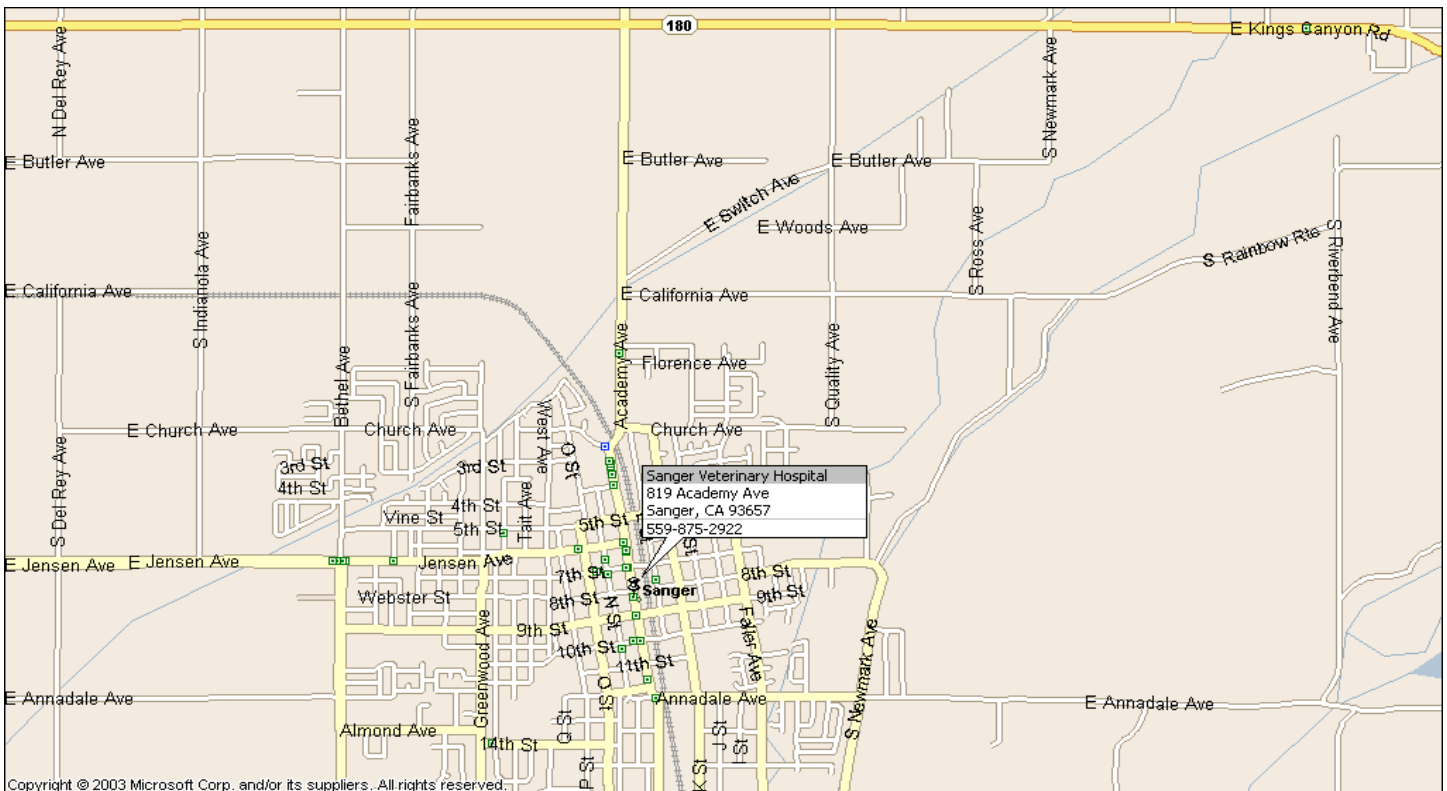 180
E Kings Canyon Rd
N Del Rey Ave
Fairbanks Ave
S Newmark Ave
E Butler Ave
E Butler Ave
E Butler Ave
E Switch Ave
E Woods Ave
S Ross Ave
S Rainbow Rte
S Riverbend Ave
S Indianola Ave
E California Ave
E California Ave
S Fairbanks Ave
Bethel Ave
Academy Ave
Florence Ave
S Quality Ave
E Church Ave
Church Ave
West Ave
Church Ave
S Del Rey Ave
3rd St
4th St
3rd St
O St
4th St
Vine St
5th St
Tait Ave
5th St
Sanger Veterinary Hospital
819 Academy Ave
Sanger, CA 93657
559-875-2922
St
E Jensen Ave
E Jensen Ave
Jensen Ave
7th St
8th St
Sanger
Webster St
8th St
N St
9th St
9th St
Greenwood Ave
10th St
11th St
Faller Ave
S Newmark Ave
E Annadale Ave
O St
Annadale Ave
E Annadale Ave
Almond Ave
14th St
Q St
P St
K St
J St
I St
Copyright © 2003 Microsoft Corp. and/or its suppliers. All rights reserved.